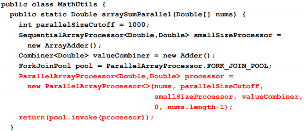 public class MathUtils {
public static Double arraySumParallel(Double[] nums) {
int parallelSizeCutoff = 1000;
SequentialArrayProcessor<Double,Double> smallSizeProcessor =
new ArrayAdder();
Combiner<Double> valueCombiner = new Adder();
ForkJoinPool pool = ParallelArrayProcessor.FORK_JOIN_POOL;
ParallelArrayProcessor<Double,Double> processor =
new ParallelArrayProcessor<>(nums, parallelSizeCutoff,
smallSizeProcessor, valueCombiner,
0, nums.length-1);
return(pool.invoke(processor));
}